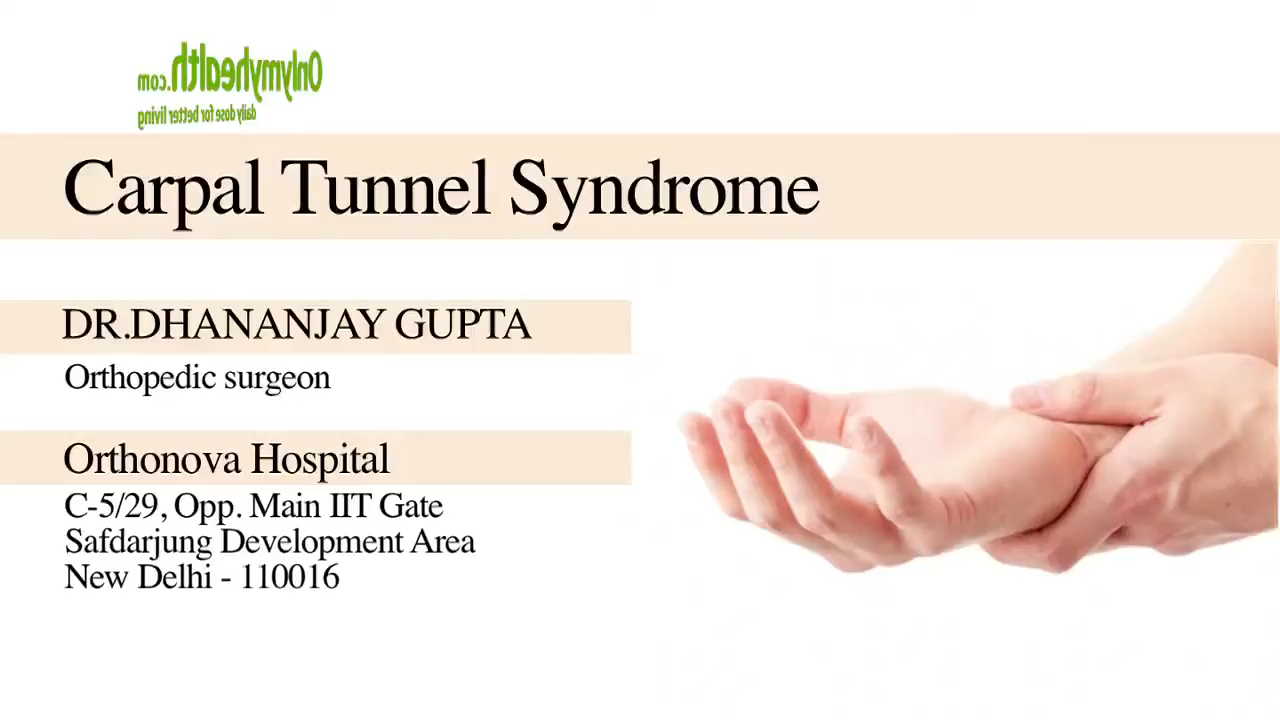 Onlymyhealth.com
daily dose for better living
Carpal Tunnel Syndrome
DR.DHANANJAY GUPTA
Orthopedic surgeon
Orthonova Hospital
C-5/29, Opp. Main IIT Gate
Safdarjung Development Area
New Delhi - 110016